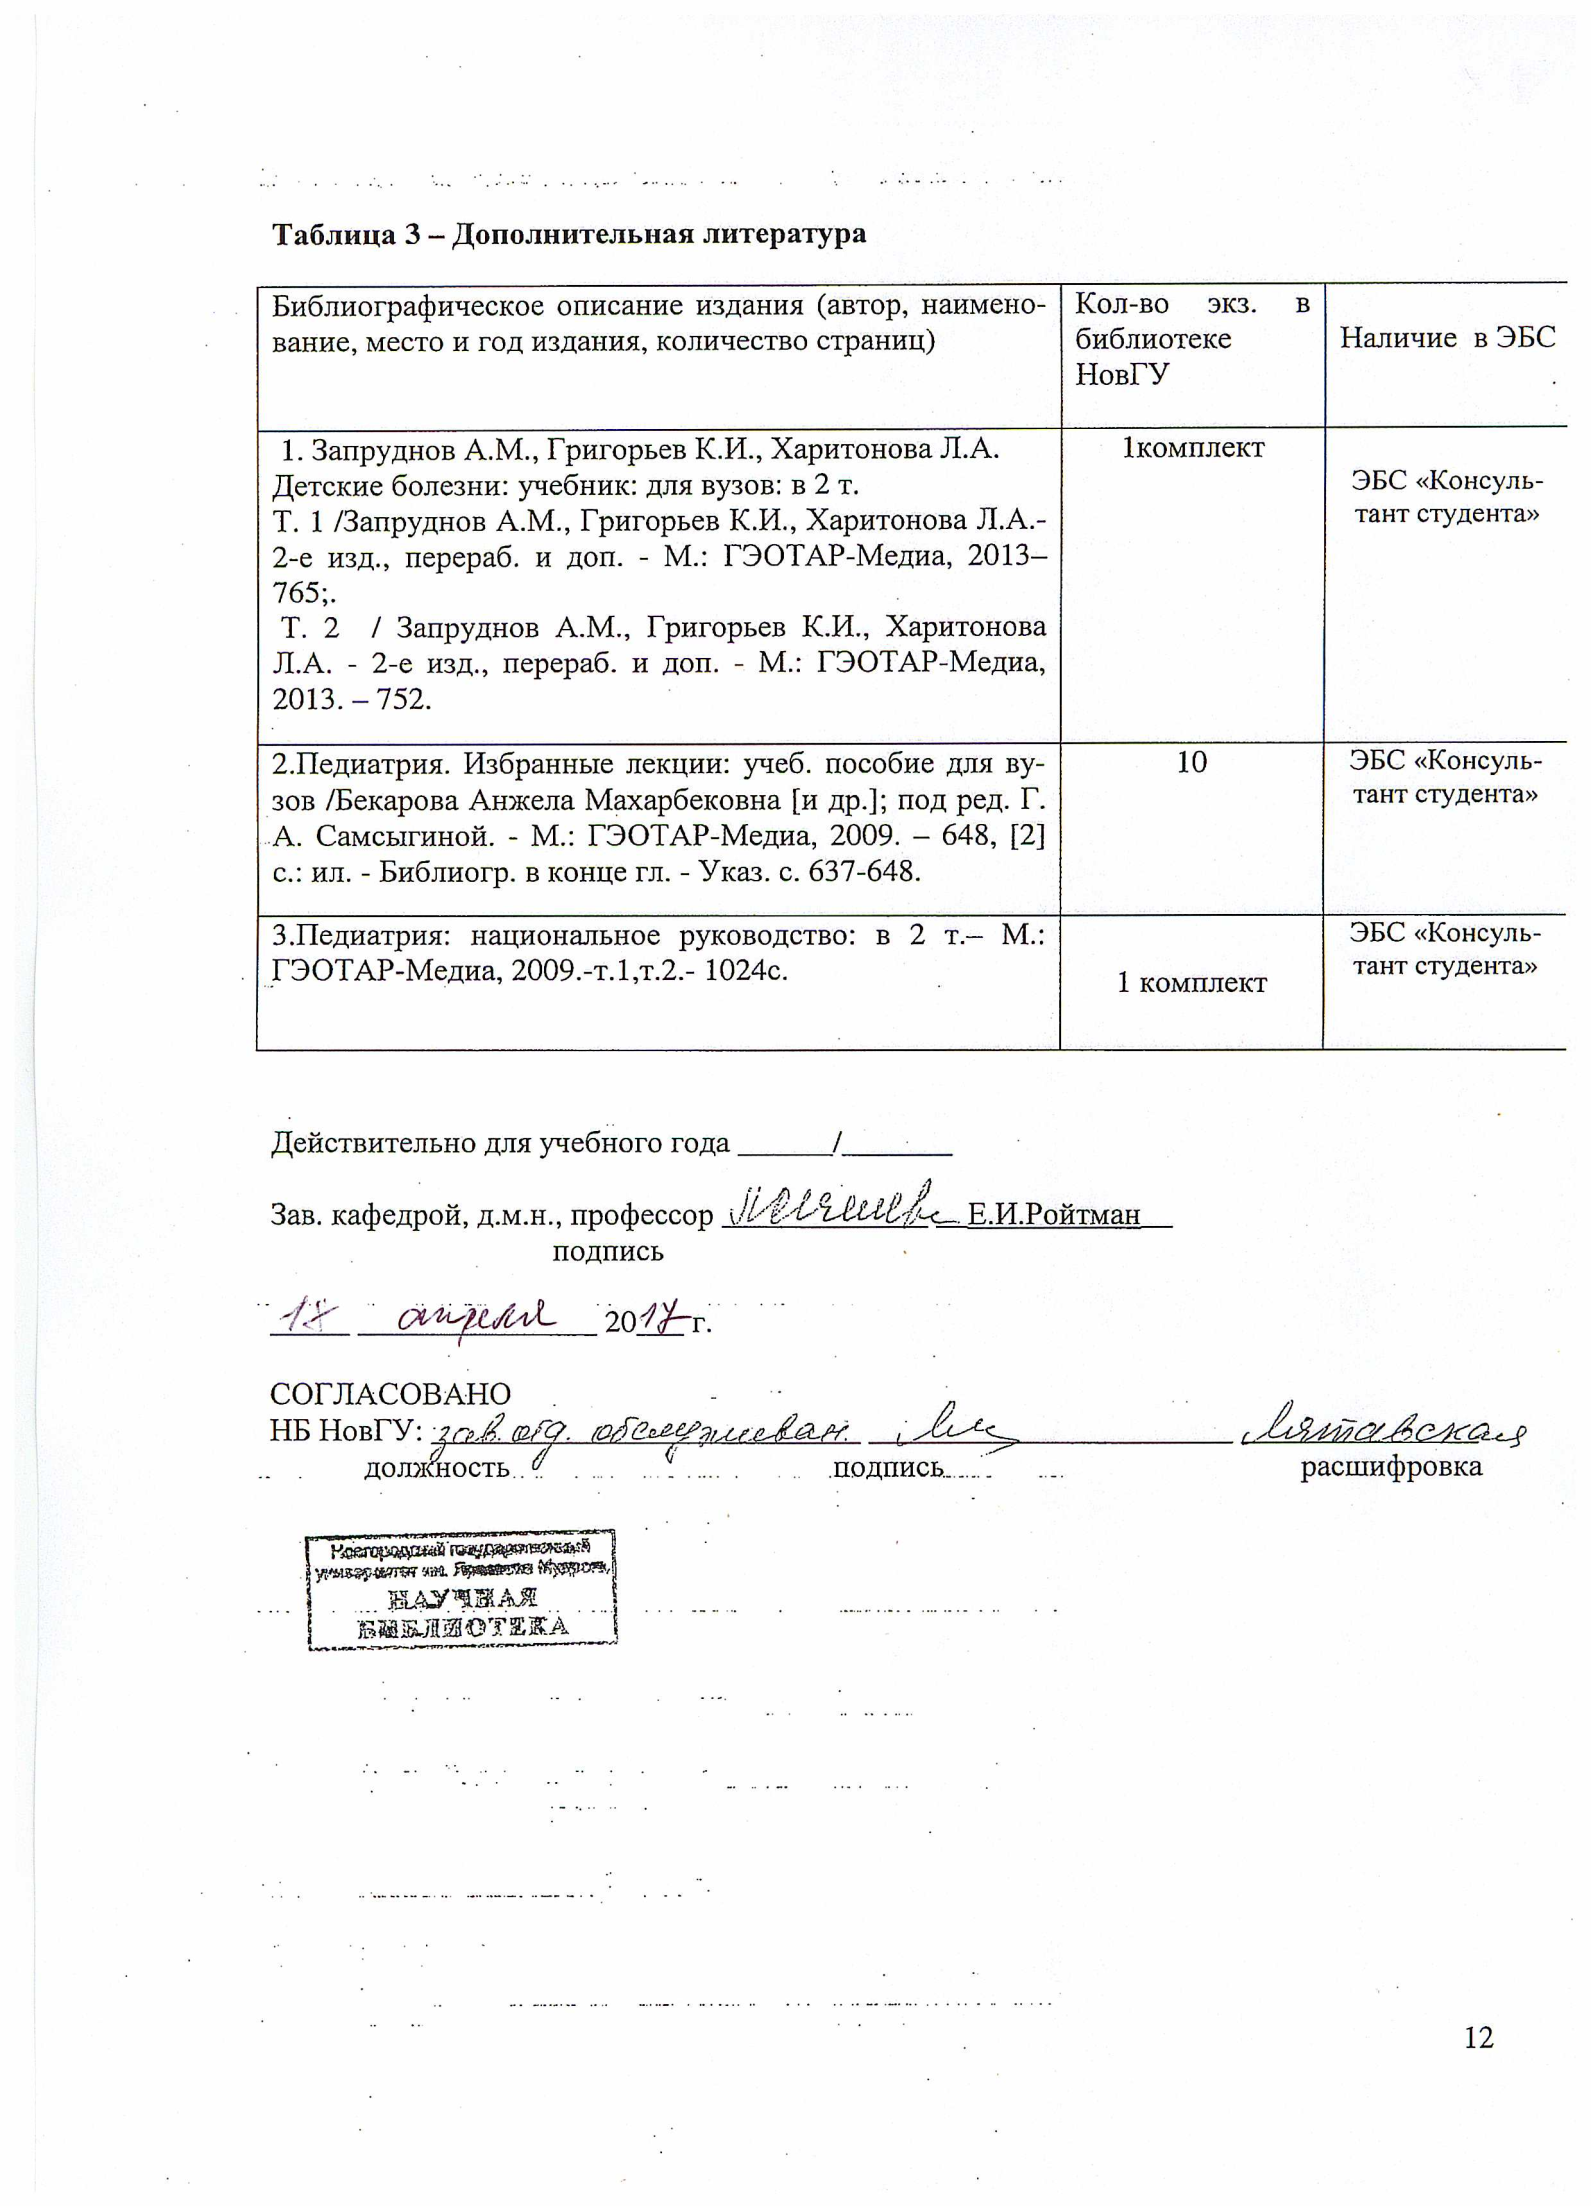 Таблица 3 – Дополнительная литература
Библиографическое описание издания (автор, наимено-
вание, место и год издания, количество страниц)
Кол-во экз. в
библиотеке
НовГУ
Наличие в ЭБС
1. Запруднов А.М., Григорьев К.И., Харитонова Л.А.
Детские болезни: учебник: для вузов: в 2 т.
Т. 1 /Запруднов А.М., Григорьев К.И., Харитонова Л.А.-
2-е изд., перераб. и доп. - М.: ГЭОТАР-Медиа, 2013–
765;.
Т. 2 / Запруднов А.М., Григорьев К.И., Харитонова
Л.А. - 2-е изд., перераб. и доп. - М.: ГЭОТАР-Медиа,
2013. – 752.
1комплект
ЭБС «Консуль-
тант студента»
2.Педиатрия. Избранные лекции: учеб. пособие для ву-
зов /Бекарова Анжела Махарбековна [и др.]; под ред. Г.
А. Самсыгиной. - М.: ГЭОТАР-Медиа, 2009. – 648, [2]
с.: ил. - Библиогр. в конце гл. - Указ. с. 637-648.
10
ЭБС «Консуль-
тант студента»
3.Педиатрия: национальное руководство: в 2 т.– М.:
ГЭОТАР-Медиа, 2009.-т.1,т.2.- 1024с.
1 комплект
ЭБС «Консуль-
тант студента»
Действительно для учебного года ______/_______
Зав. кафедрой, д.м.н., профессор Е.И.Ройтман
подпись
апреля 2017 г.
СОГЛАСОВАНО
НБ НовГУ: зав. отд. обслуживан.
должность подпись расшифровка
Новгородский государственный
университет им. Ярослава Мудрого
НАУЧНАЯ
БИБЛИОТЕКА
12